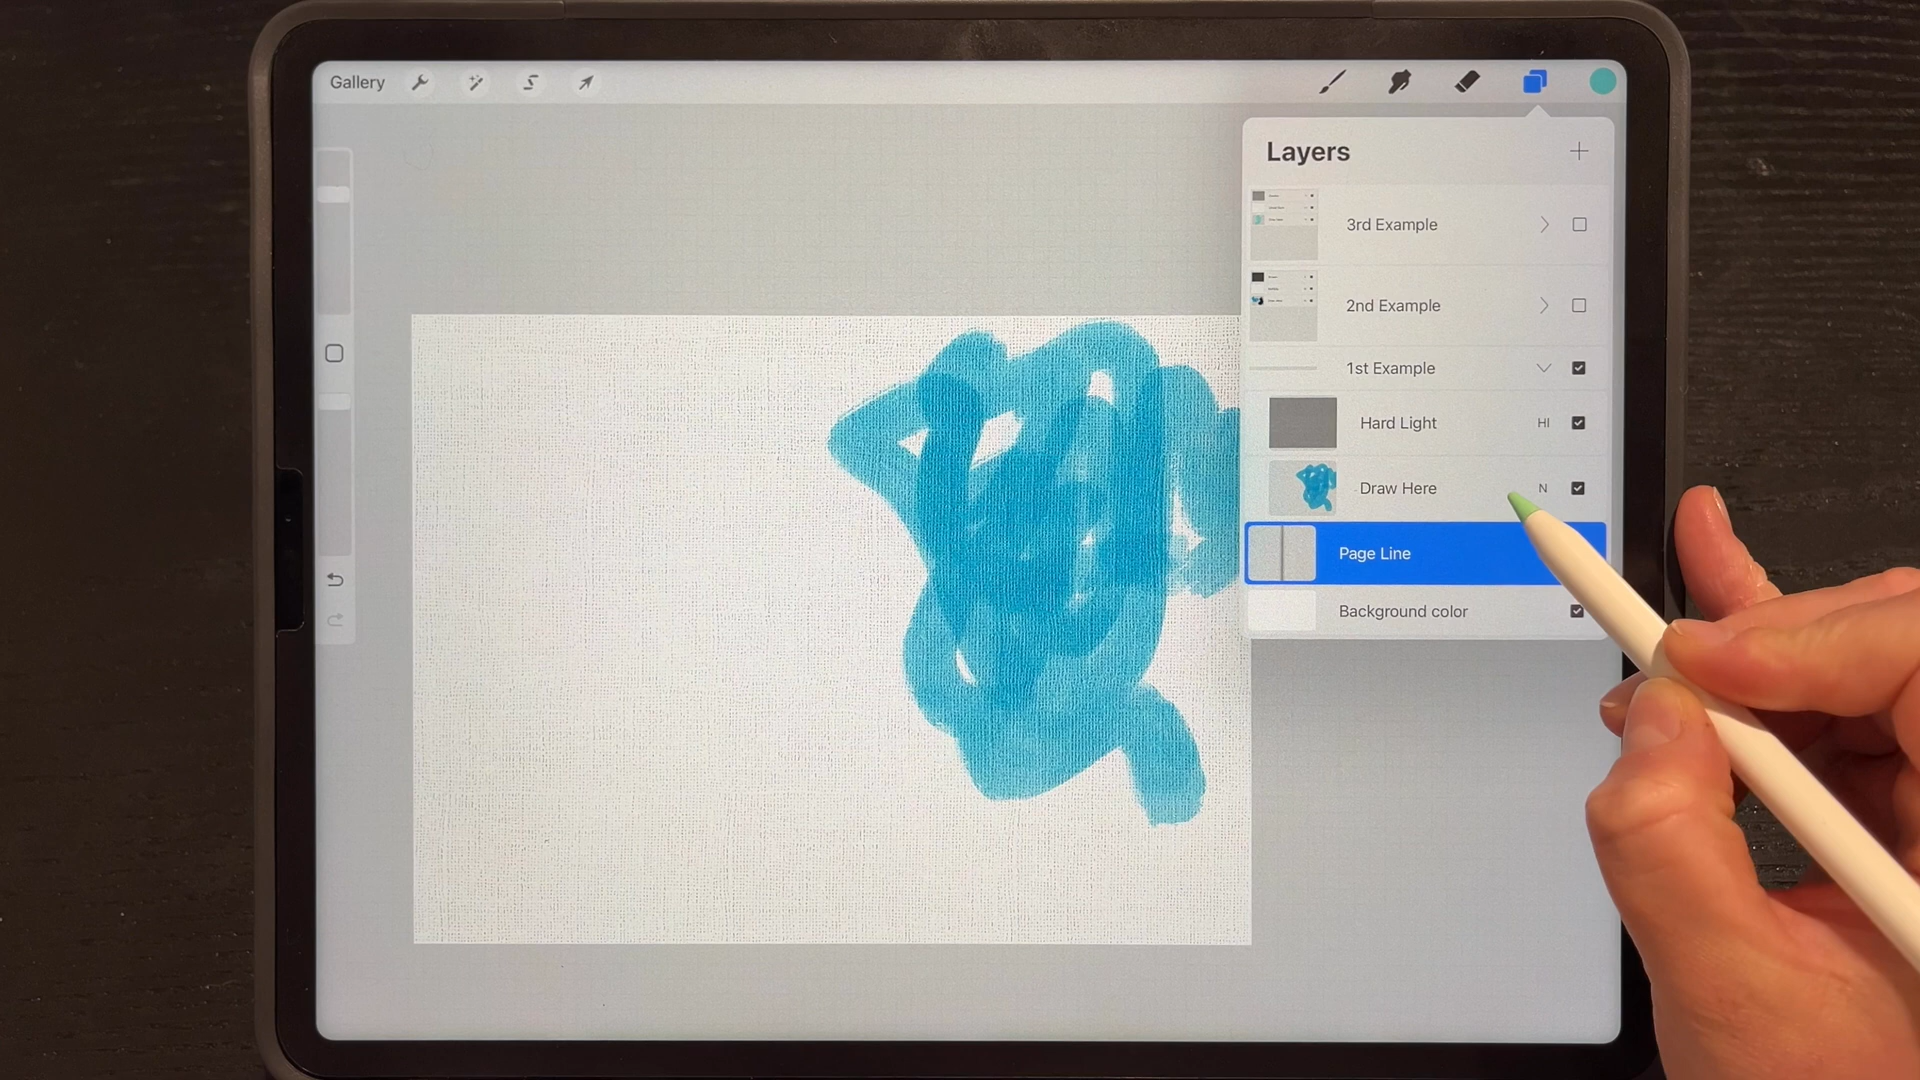 Gallery
Layers
3rd Example
2nd Example
1st Example
Hard Light
HI
Draw Here
N
Page Line
Background color